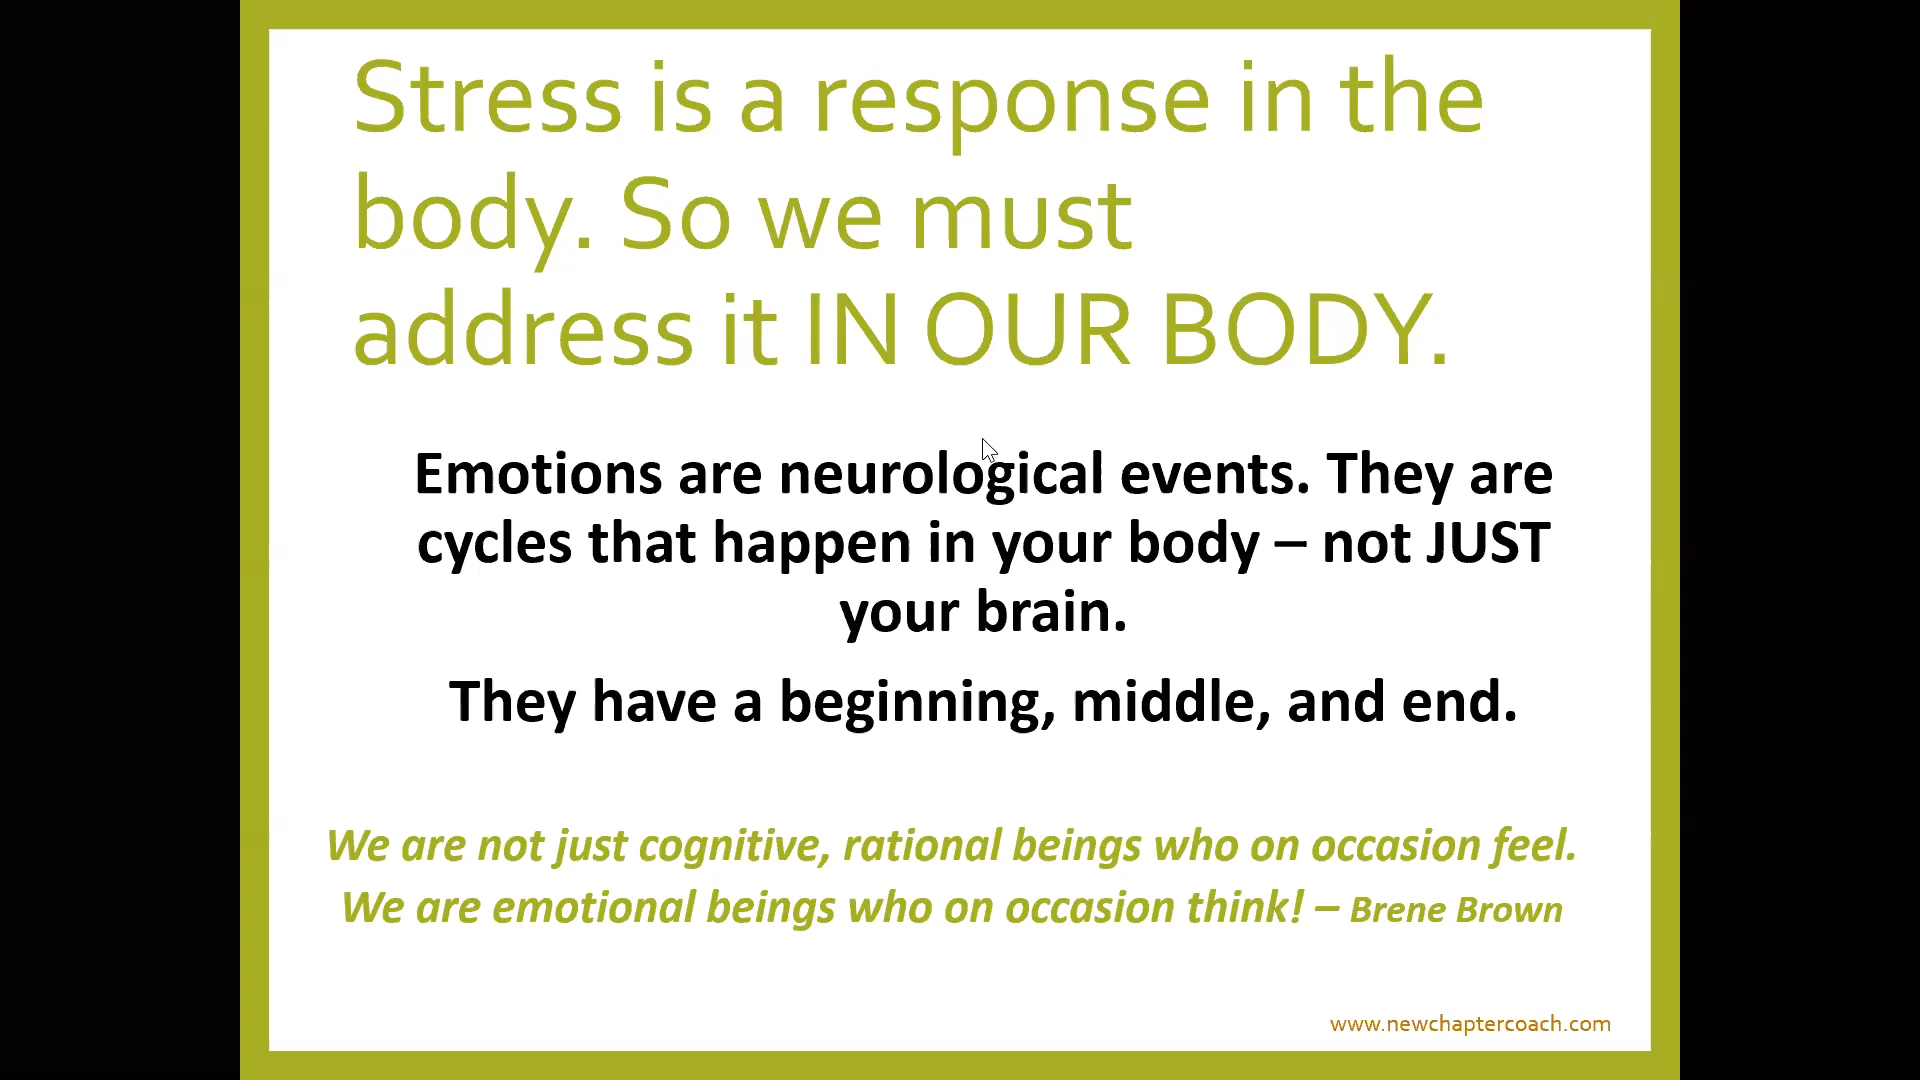 Stress is a response in the
body. So we must
address it IN OUR BODY.
Emotions are neurological events. They are
cycles that happen in your body – not JUST
your brain.
They have a beginning, middle, and end.
We are not just cognitive, rational beings who on occasion feel.
We are emotional beings who on occasion think! – Brene Brown
www.newchaptercoach.com